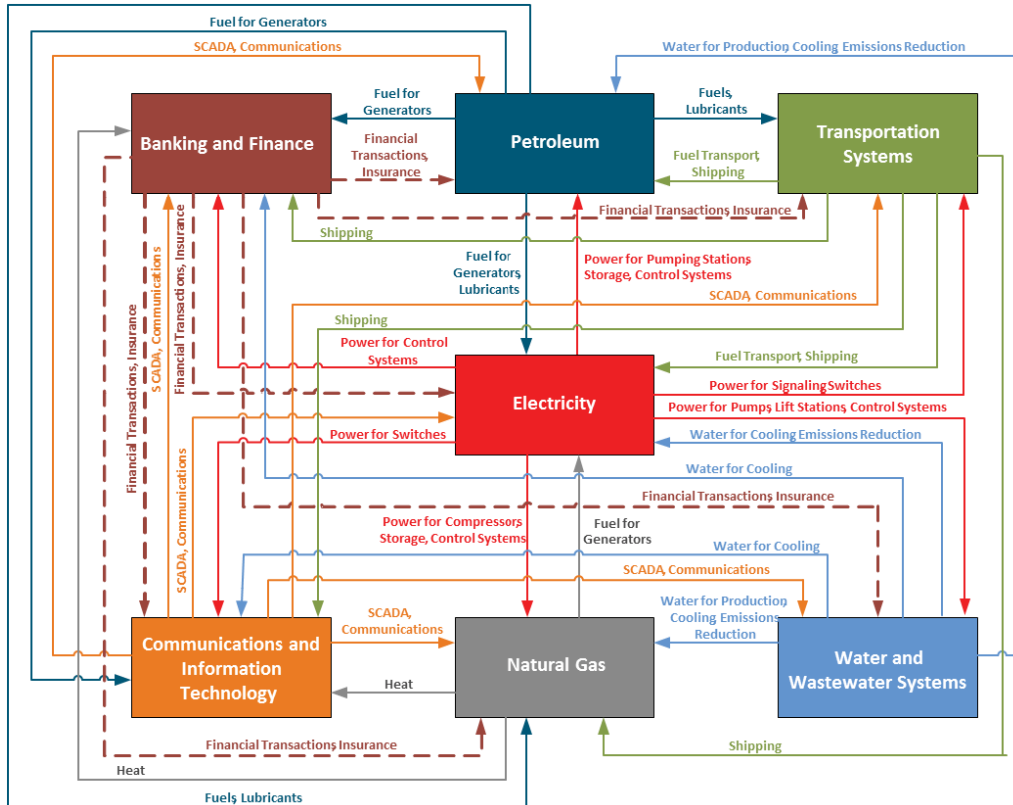 Fuel for Generators
SCADA, Communications
Water for Production, Cooling, Emissions Reduction
Fuel for
Generators
Fuels,
Lubricants
Banking and Finance
Petroleum
Transportation
Systems
Financial
Transactions,
Insurance
Fuel Transport,
Shipping
Financial Transactions, Insurance
Shipping
Fuel for
Generators,
Lubricants
Power for Pumping Stations,
Storage, Control Systems
SCADA, Communications
Shipping
Power for Control
Systems
Fuel Transport, Shipping
Financial Transactions, Insurance
SCADA, Communications
Financial Transactions, Insurance
Electricity
Power for Signaling Switches
Power for Pumps, Lift Stations, Control Systems
Power for Switches
Water for Cooling, Emissions Reduction
Water for Cooling
SCADA, Communications
Financial Transactions, Insurance
Power for Compressors,
Storage, Control Systems
Fuel for
Generators
Water for Cooling
SCADA, Communications
SCADA,
Communications
Water for Production,
Cooling, Emissions
Reduction
Communications and
Information
Technology
Natural Gas
Water and
Wastewater Systems
Heat
Financial Transactions, Insurance
Shipping
Heat
Fuels, Lubricants